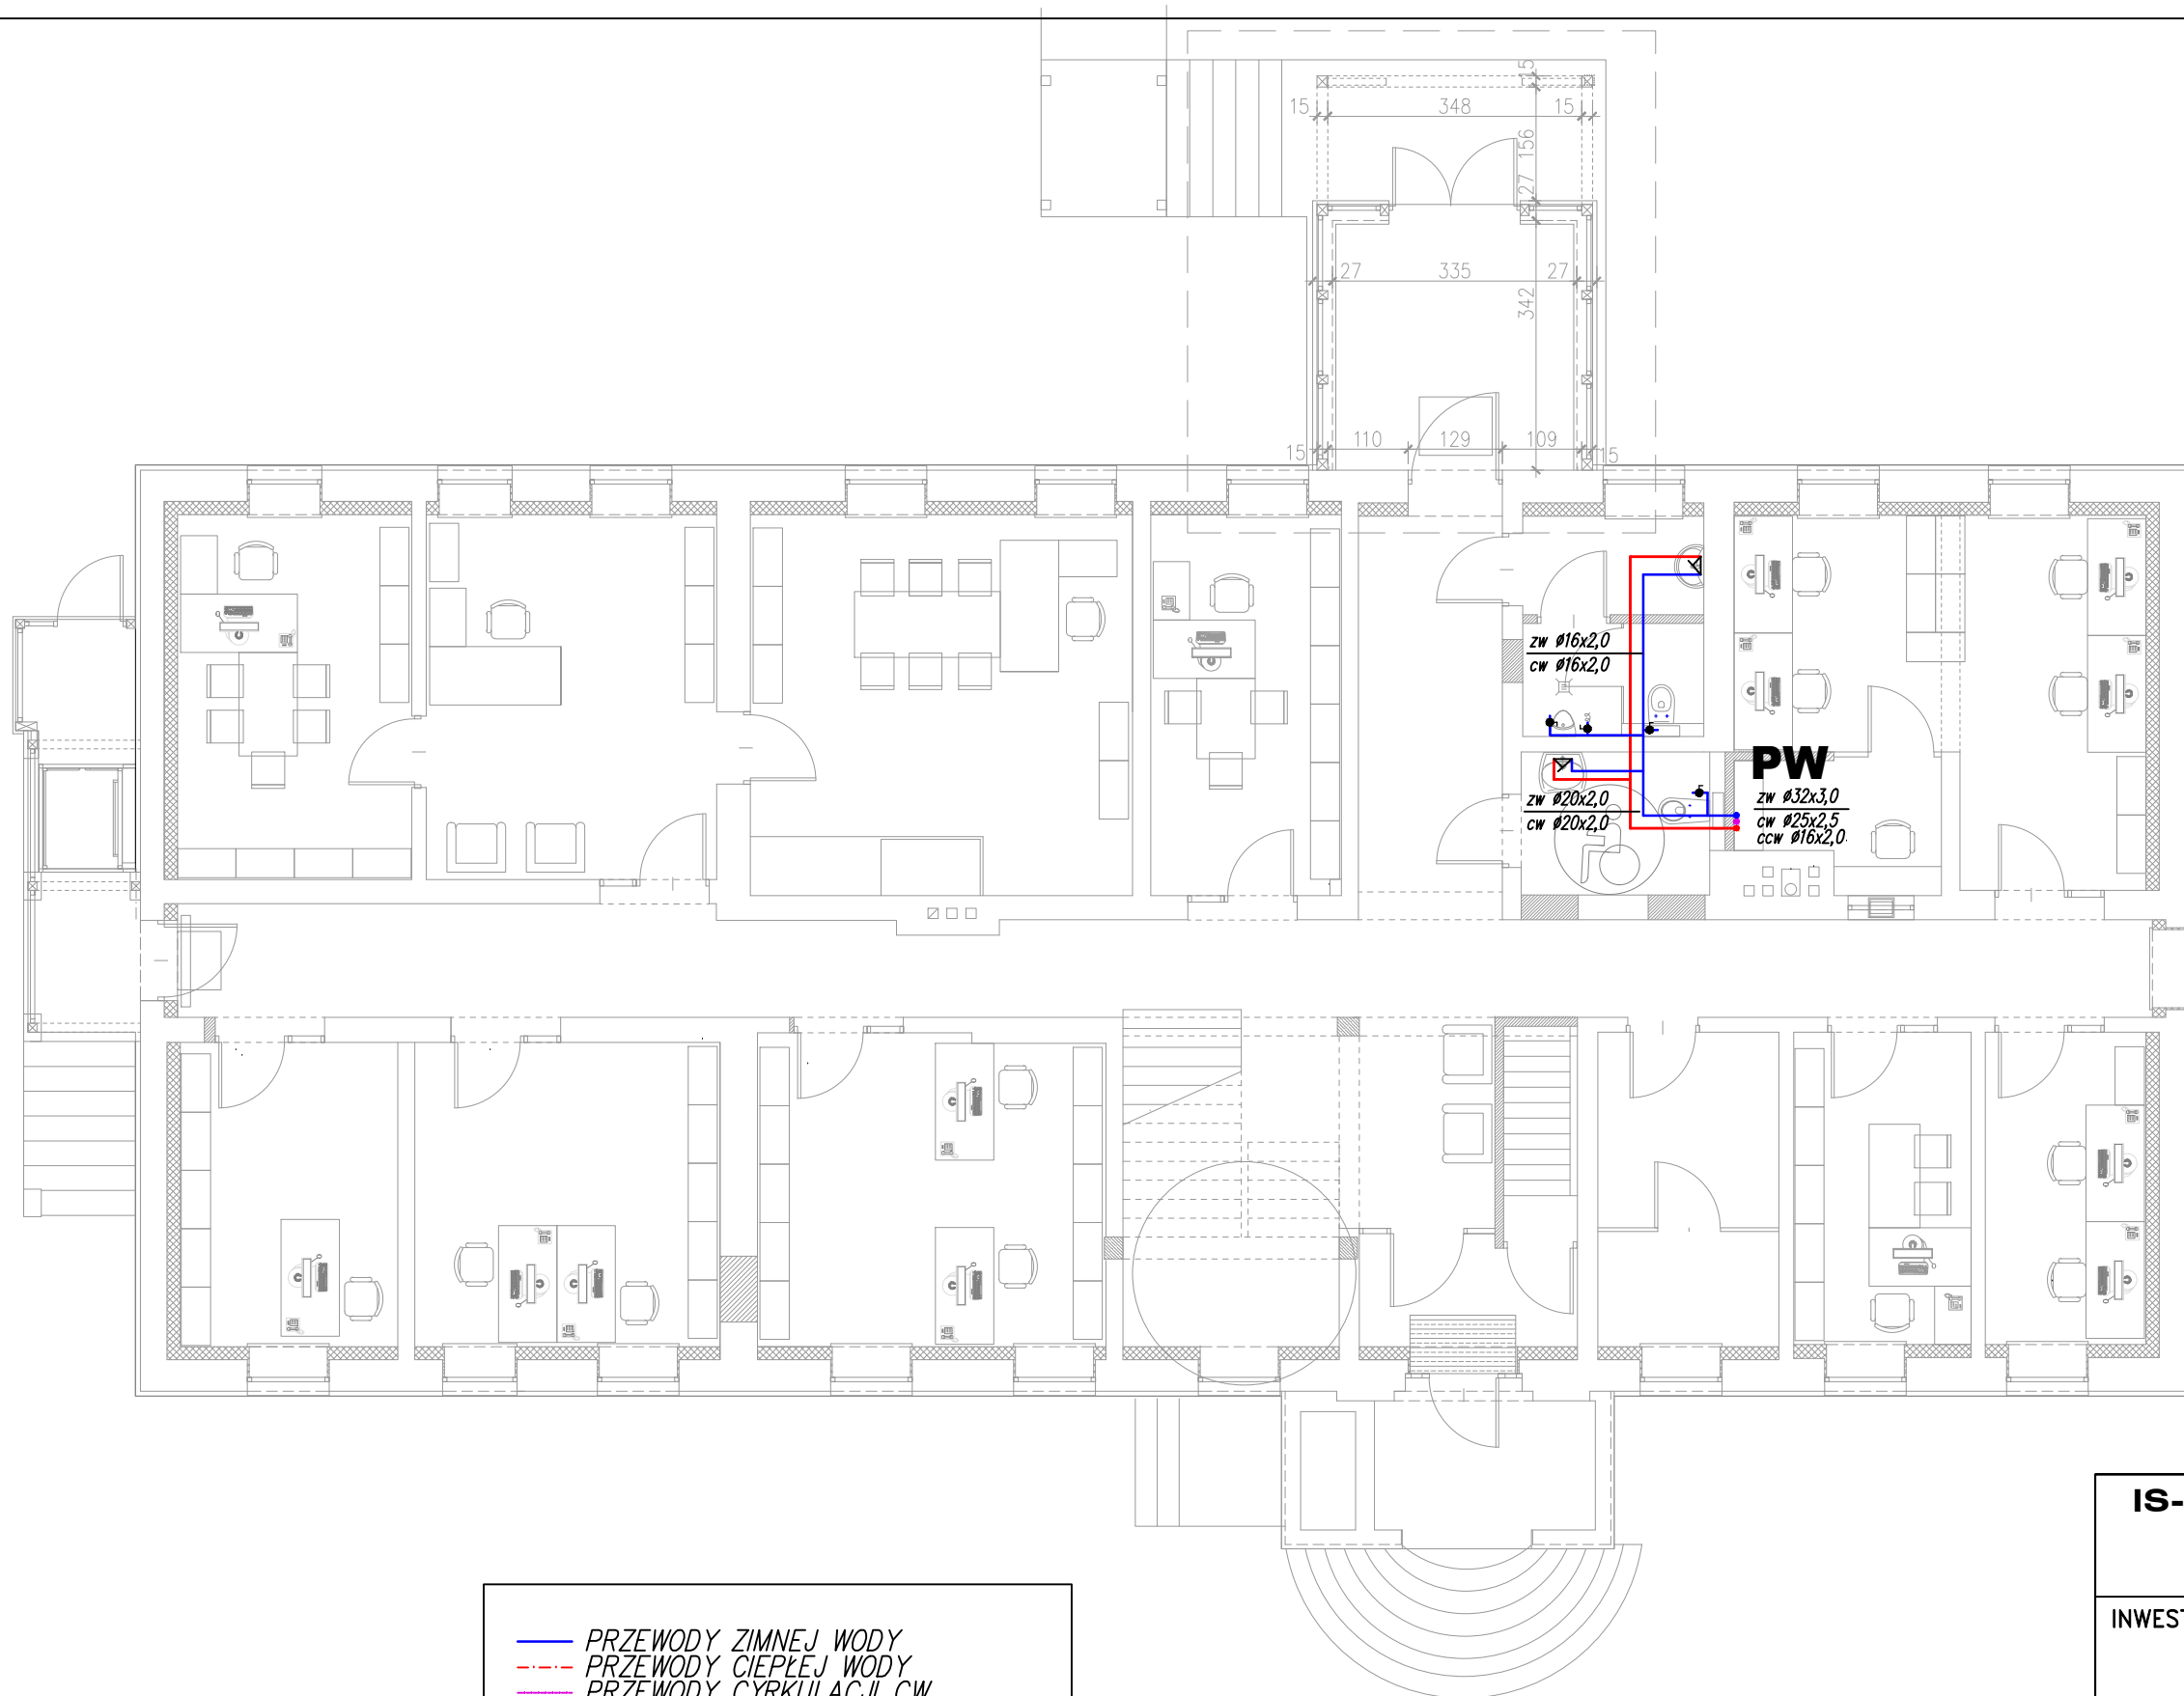 15
348
15
15
156
27
27
335
27
342
110
129
109
15
15
zw ø16x2,0
cw ø16x2,0
PW
zw ø20x2,0
cw ø20x2,0
zw ø32x3,0
cw ø25x2,5
ccw ø16x2,0
IS-
INWEST
PRZEWODY ZIMNEJ WODY
PRZEWODY CIEPŁEJ WODY
PRZEWODY CYRKULACJI CW